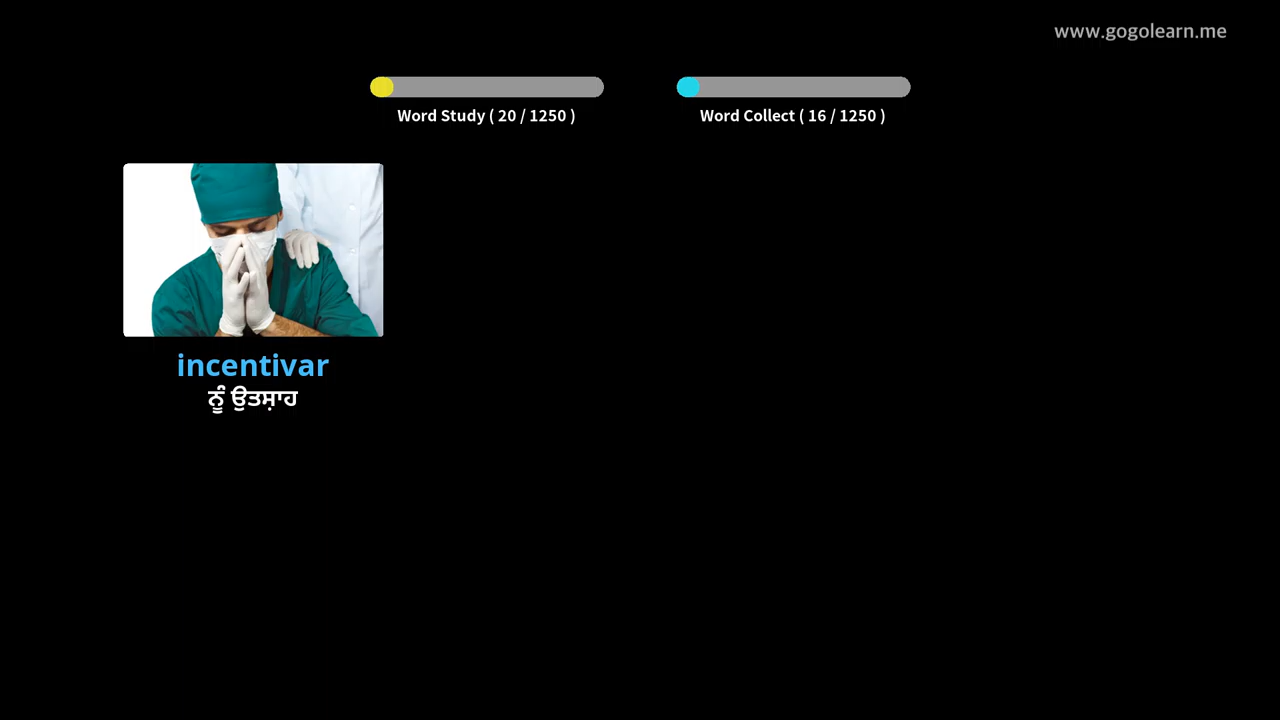 www.gogolearn.me
Word Study ( 20 / 1250 )
Word Collect ( 16 / 1250 )
incentivar
ਨੂੰ ਉਤਸ਼ਾਹ